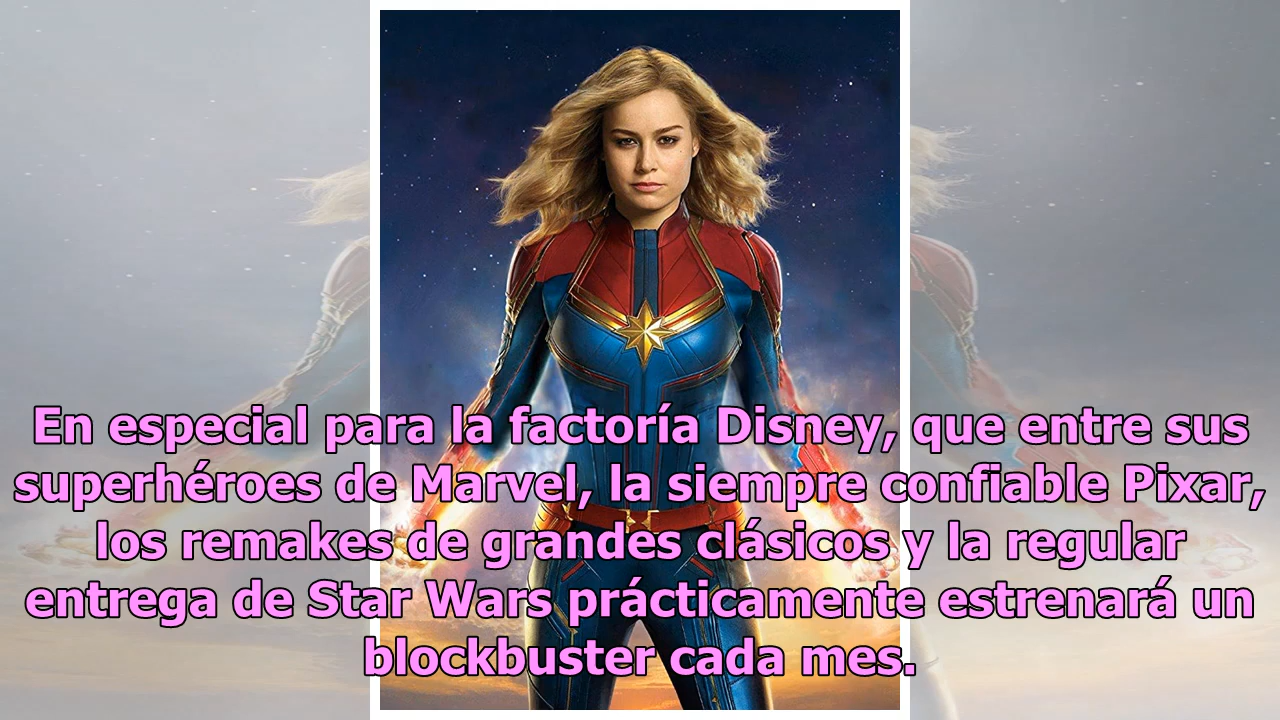 En especial para la factoría Disney, que entre sus
superhéroes de Marvel, la siempre confiable Pixar,
los remakes de grandes clásicos y la regular
entrega de Star Wars prácticamente estrenará un
blockbuster cada mes.